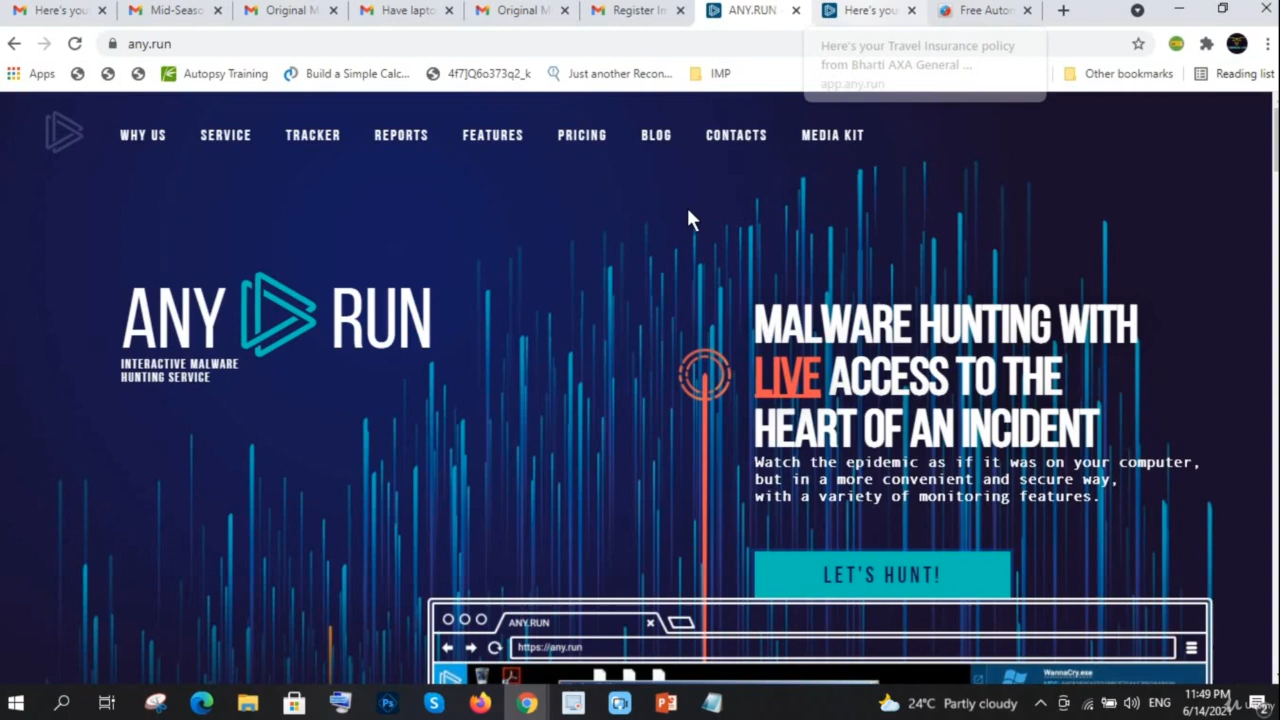 Here's you
Mid-Seaso
Original M
Have lapto
Original M
Register In
ANY.RUN
Here's you
Free Auton
any.run
Here's your Travel Insurance policy
from Bharti AXA General ...
app.any.run
Apps
Autopsy Training
Build a Simple Calc...
4f7]Q6o373q2_k
Just another Recon...
IMP
Other bookmarks
Reading list
WHY US
SERVICE
TRACKER
REPORTS
FEATURES
PRICING
BLOG
CONTACTS
MEDIA KIT
ANY RUN
INTERACTIVE MALWARE
HUNTING SERVICE
MALWARE HUNTING WITH
LIVE ACCESS TO THE
HEART OF AN INCIDENT
Watch the epidemic as if it was on your computer,
but in a more convenient and secure way,
with a variety of monitoring features.
LET'S HUNT!
ANY.RUN
https://any.run
WannaCry.exe
24°C Partly cloudy
ENG
11:49 PM
6/14/2021